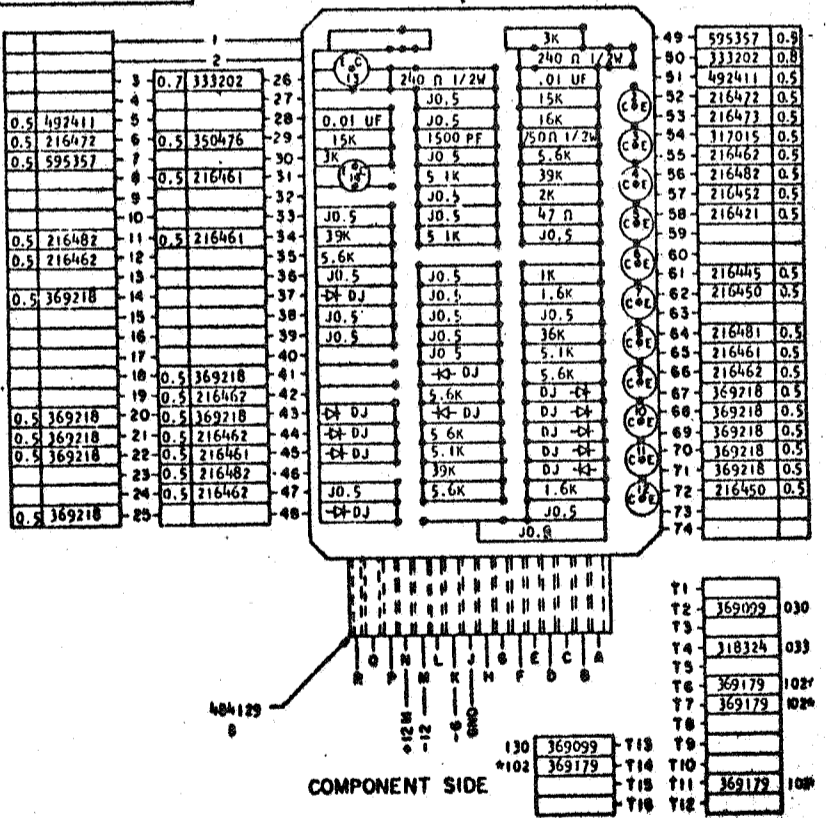 1
2
3 0.7 333202 26
4 27
0.5 492411 5 28
0.5 216472 6 0.5 350476 29
0.5 595357 7 30
8 0.5 216461 31
9 32
10 33
0.5 216482 11 0.5 216461 34
0.5 216462 12 35
13 36
0.5 369218 14 37
15 38
16 39
17 40
18 0.5 369218 41
19 0.5 216462 42
0.5 369218 20 0.5 369218 43
0.5 369218 21 0.5 216462 44
0.5 369218 22 0.5 216461 45
23 0.5 216482 46
24 0.5 216462 47
0.5 369218 25 48
3K
240 Ω 1/2W
E C
13
240 Ω 1/2W .01 UF
J0.5 15K
0.01 UF J0.5 16K
15K 1500 PF 750Ω 1/2W
3K J0.5 5.6K
5.1K 39K
J0.5 2K
J0.5 J0.5 47 Ω
39K 5.1K J0.5
5.6K
J0.5 J0.5 1K
DJ J0.5 1.6K
J0.5 J0.5 J0.5
J0.5 J0.5 36K
J0.5 5.1K
DJ 5.6K
5.6K DJ
DJ DJ DJ
DJ 5.6K DJ
DJ 5.1K DJ
39K DJ
J0.5 5.6K 1.6K
DJ J0.5
49 595357 0.5
50 333202 0.8
51 492411 0.5
52 216472 0.5
53 216473 0.5
54 317015 0.5
55 216462 0.5
56 216482 0.5
57 216452 0.5
58 216421 0.5
59
60
61 216445 0.5
62 216450 0.5
63
64 216481 0.5
65 216461 0.5
66 216462 0.5
67 369218 0.5
68 369218 0.5
69 369218 0.5
70 369218 0.5
71 369218 0.5
72 216450 0.5
73
74
R Q P N M L K J H G F E D C B A
+12M -12 -6 GND
484129
B
COMPONENT SIDE
T1
T2 369099 030
T3
T4 318324 033
T5
T6 369179 102*
T7 369179 102*
T8
T9
T10
T11 369179 102*
T12
130 369099 T13
*102 369179 T14
T15
T16